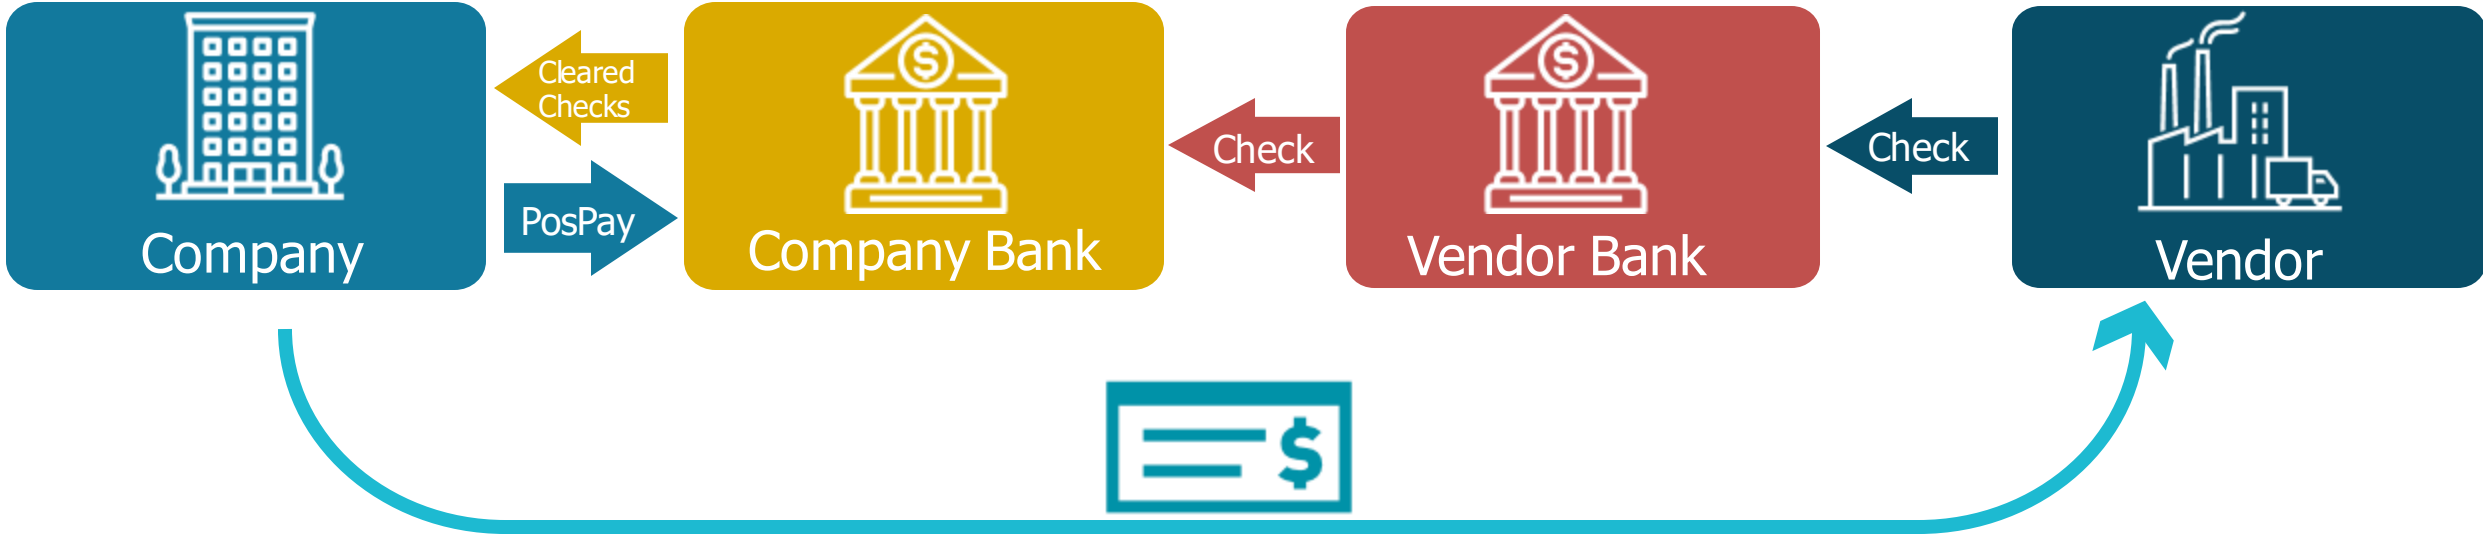 Cleared
Checks
PosPay
Company
Company Bank
Check
Vendor Bank
Check
Vendor
$
$
$